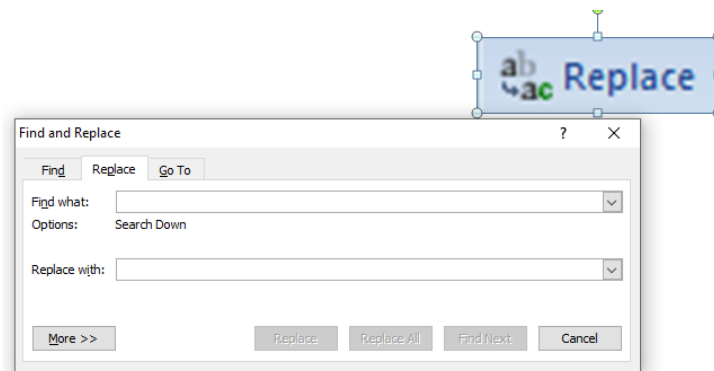 ab
ac Replace
Find and Replace ? X
Find Replace Go To
Find what:
Options: Search Down
Replace with:
More >> Replace Replace All Find Next Cancel